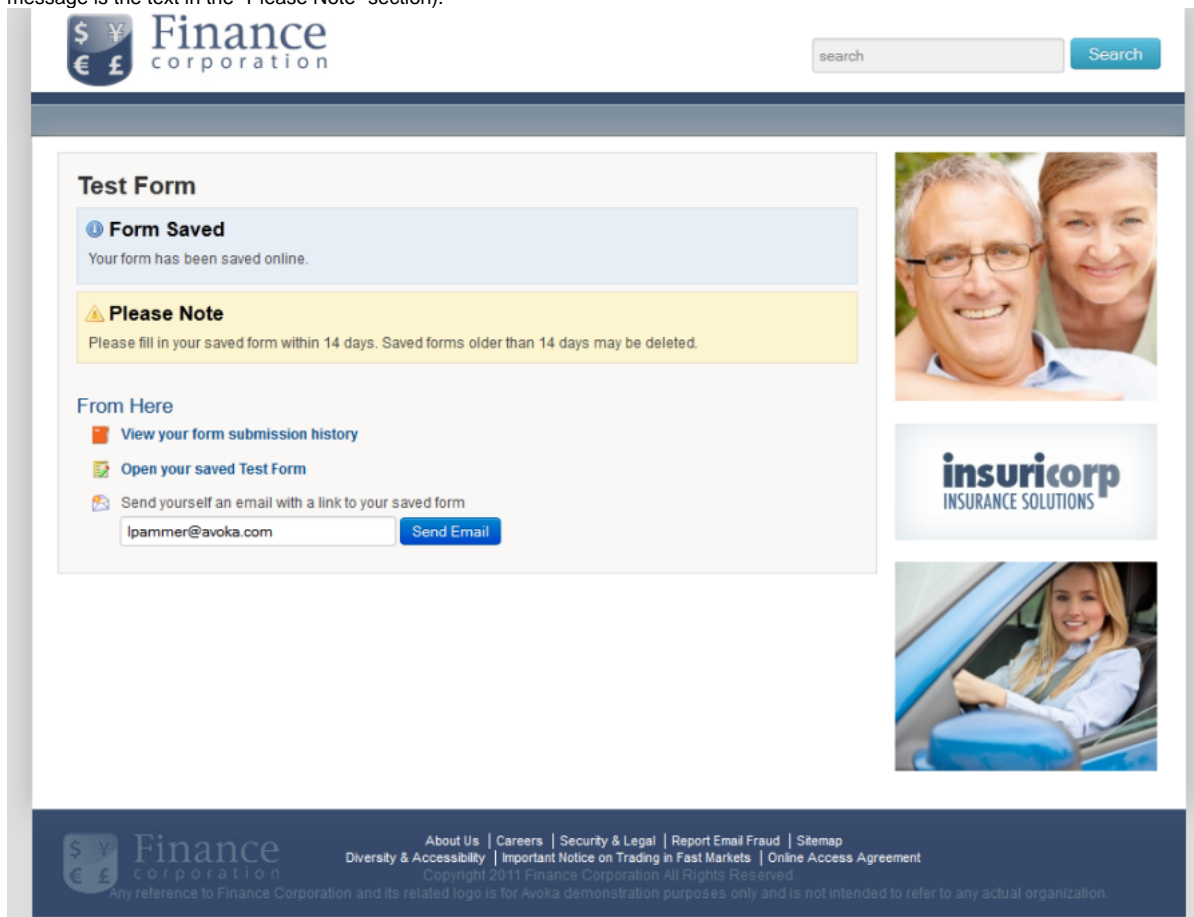 message is the text in the "Please Note" section).
$ ¥
€ £
Finance
corporation
search
Search
Test Form
Form Saved
Your form has been saved online.
Please Note
Please fill in your saved form within 14 days. Saved forms older than 14 days may be deleted.
From Here
View your form submission history
Open your saved Test Form
Send yourself an email with a link to your saved form
lpammer@avoka.com
Send Email
insuricorp
INSURANCE SOLUTIONS
$ ¥
€ £
Finance
corporation
About Us | Careers | Security & Legal | Report Email Fraud | Sitemap
Diversity & Accessibility | Important Notice on Trading in Fast Markets | Online Access Agreement
Copyright 2011 Finance Corporation All Rights Reserved.
Any reference to Finance Corporation and its related logo is for Avoka demonstration purposes only and is not intended to refer to any actual organization.